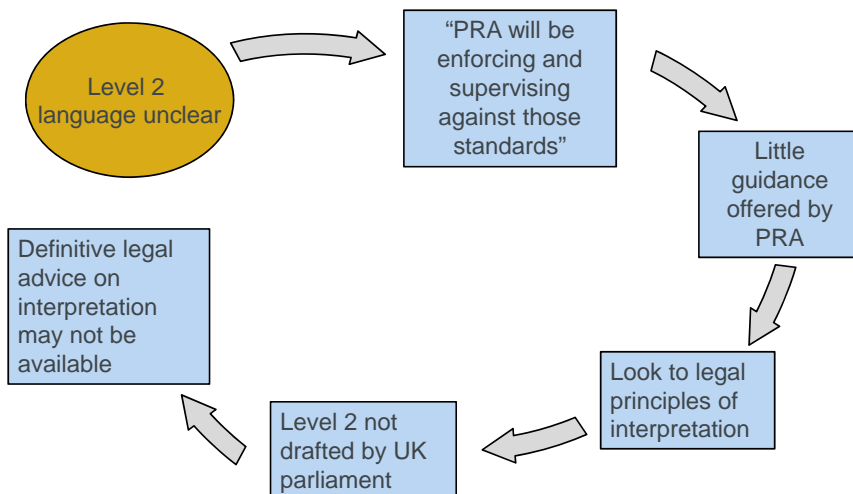 Level 2
language unclear
“PRA will be
enforcing and
supervising
against those
standards”
Little
guidance
offered by
PRA
Look to legal
principles of
interpretation
Level 2 not
drafted by UK
parliament
Definitive legal
advice on
interpretation
may not be
available